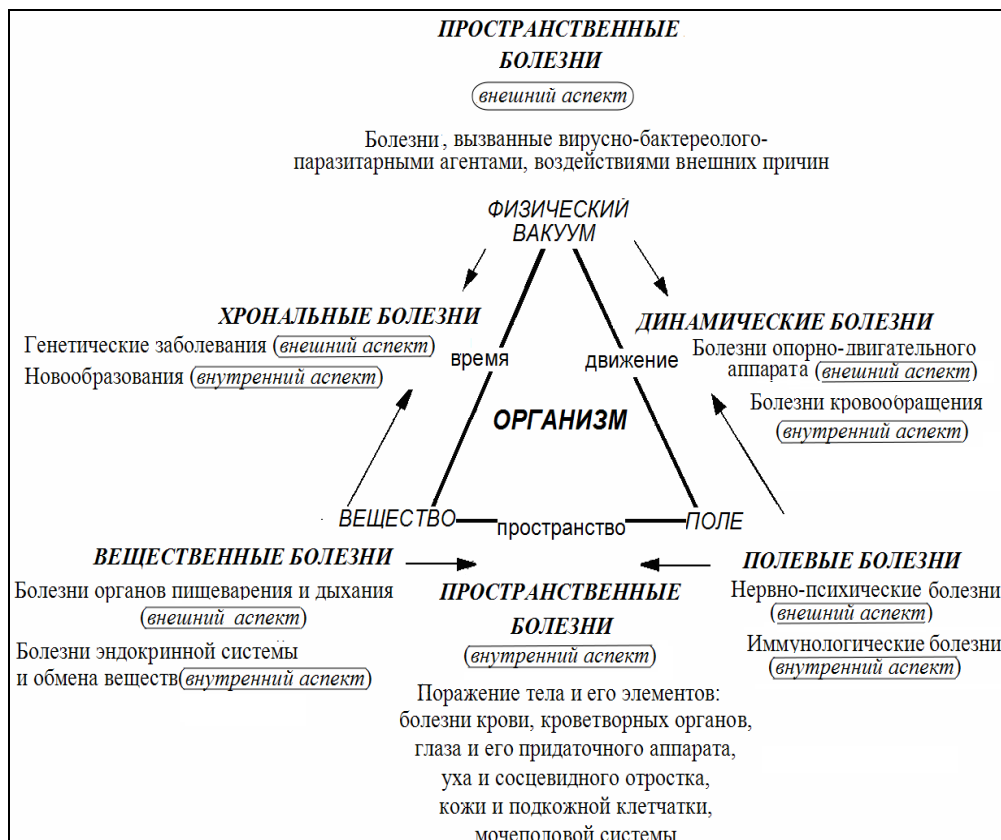 ПРОСТРАНСТВЕННЫЕ
БОЛЕЗНИ
внешний аспект
Болезни, вызванные вирусно-бактереолого-
паразитарными агентами, воздействиями внешних причин
ФИЗИЧЕСКИЙ
ВАКУУМ
ХРОНАЛЬНЫЕ БОЛЕЗНИ
Генетические заболевания (внешний аспект)
Новообразования (внутренний аспект)
время
движение
ДИНАМИЧЕСКИЕ БОЛЕЗНИ
Болезни опорно-двигательного
аппарата (внешний аспект)
Болезни кровообращения
(внутренний аспект)
ОРГАНИЗМ
ВЕЩЕСТВО
пространство
ПОЛЕ
ВЕЩЕСТВЕННЫЕ БОЛЕЗНИ
Болезни органов пищеварения и дыхания
(внешний аспект)
Болезни эндокринной системы
и обмена веществ(внутренний аспект)
ПРОСТРАНСТВЕННЫЕ
БОЛЕЗНИ
(внутренний аспект)
Поражение тела и его элементов:
болезни крови, кроветворных органов,
глаза и его придаточного аппарата,
уха и сосцевидного отростка,
кожи и подкожной клетчатки,
мочеполовой системы
ПОЛЕВЫЕ БОЛЕЗНИ
Нервно-психические болезни
(внешний аспект)
Иммунологические болезни
(внутренний аспект)